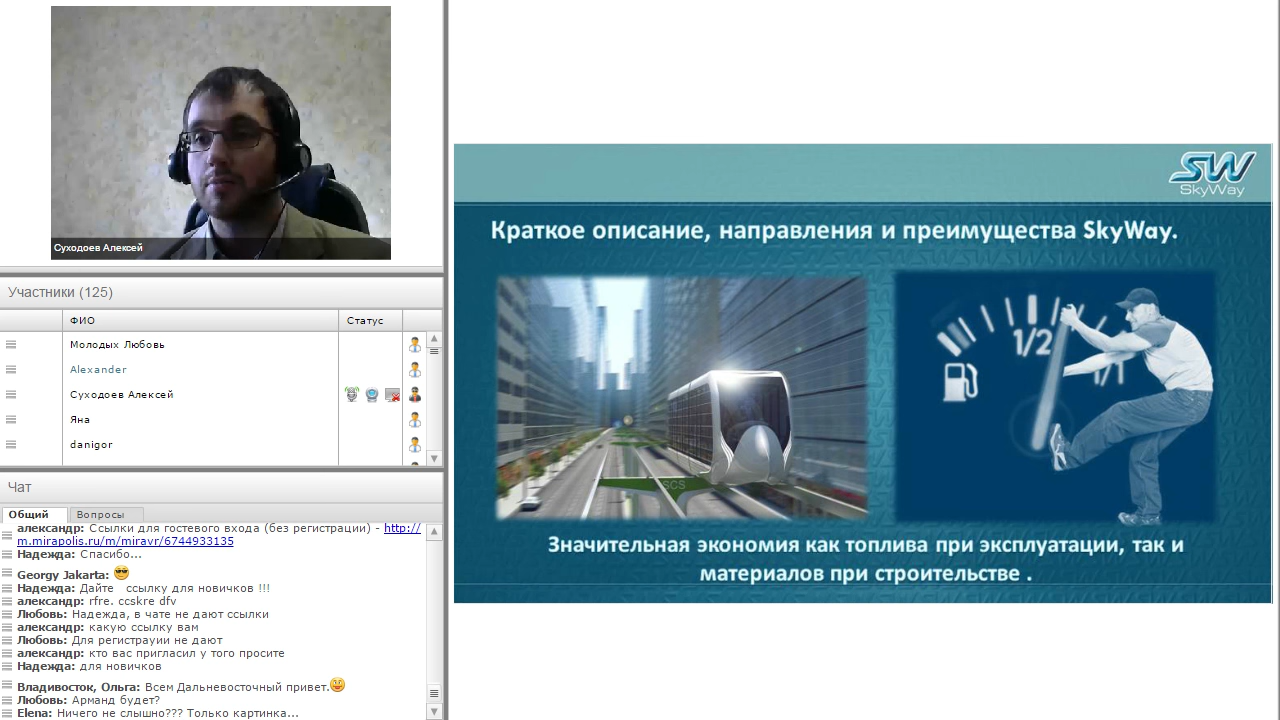 Суходоев Алексей
Участники (125)
ФИО
Статус
Молодых Любовь
Alexander
Суходоев Алексей
Яна
danigor
Чат
Общий
Вопросы
александр: Ссылки для гостевого входа (без регистрации) - http://
m.mirapolis.ru/m/miravr/6744933135
Надежда: Спасибо...
Georgy Jakarta:
Надежда: Дайте ссылку для новичков !!!
александр: rfre. ccskre dfv
Любовь: Надежда, в чате не дают ссылки
александр: какую ссылку вам
Любовь: Для регистрауии не дают
александр: кто вас пригласил у того просите
Надежда: для новичков
Владивосток, Ольга: Всем Дальневосточный привет.
Любовь: Арманд будет?
Elena: Ничего не слышно??? Только картинка...
SW
SkyWay
Краткое описание, направления и преимущества SkyWay.
SCS
1/2
1/1
Значительная экономия как топлива при эксплуатации, так и
материалов при строительстве .